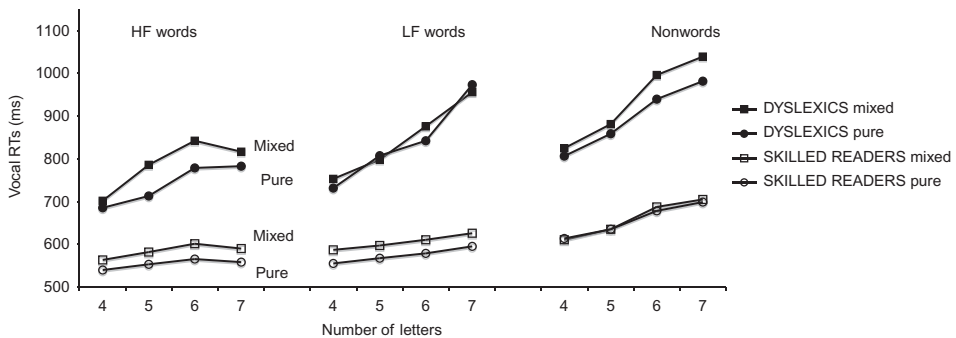 1100
1000
900
800
700
600
500
Vocal RTs (ms)
HF words
LF words
Nonwords
Mixed
Pure
Mixed
Pure
4 5 6 7
4 5 6 7
4 5 6 7
Number of letters
DYSLEXICS mixed
DYSLEXICS pure
SKILLED READERS mixed
SKILLED READERS pure